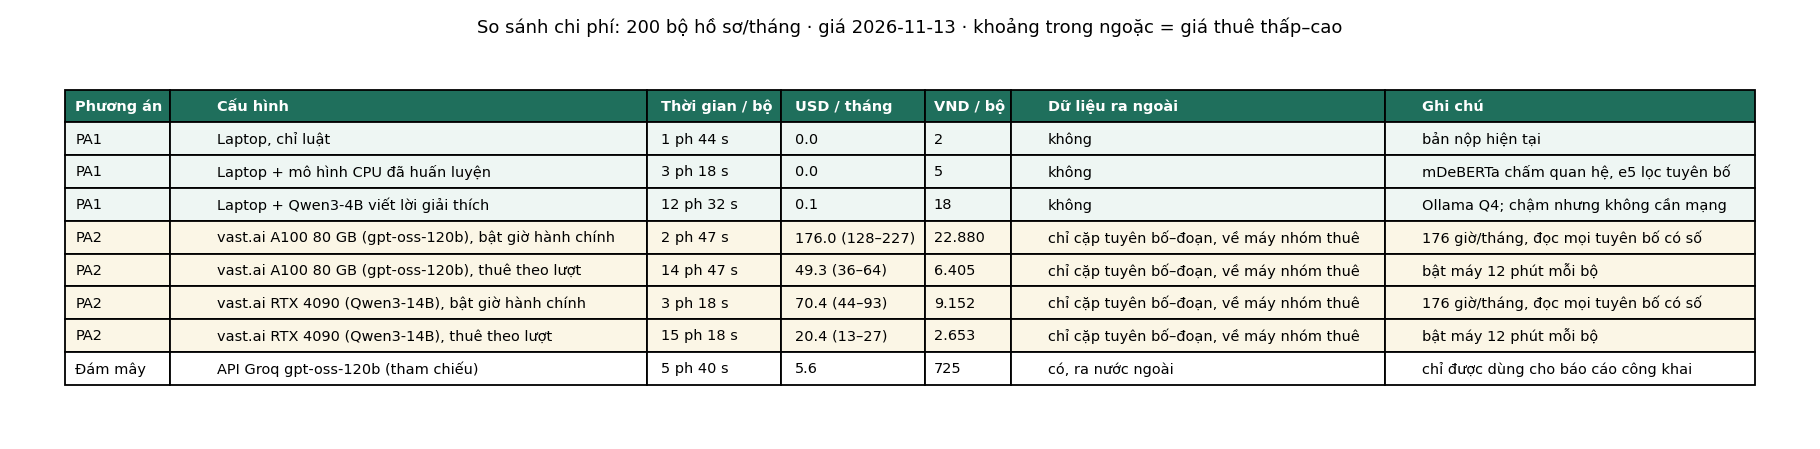 So sánh chi phí: 200 bộ hồ sơ/tháng · giá 2026-11-13 · khoảng trong ngoặc = giá thuê thấp–cao
Phương án Cấu hình Thời gian / bộ USD / tháng VND / bộ Dữ liệu ra ngoài Ghi chú
PA1 Laptop, chỉ luật 1 ph 44 s 0.0 2 không bản nộp hiện tại
PA1 Laptop + mô hình CPU đã huấn luyện 3 ph 18 s 0.0 5 không mDeBERTa chấm quan hệ, e5 lọc tuyên bố
PA1 Laptop + Qwen3-4B viết lời giải thích 12 ph 32 s 0.1 18 không Ollama Q4; chậm nhưng không cần mạng
PA2 vast.ai A100 80 GB (gpt-oss-120b), bật giờ hành chính 2 ph 47 s 176.0 (128–227) 22.880 chỉ cặp tuyên bố–đoạn, về máy nhóm thuê 176 giờ/tháng, đọc mọi tuyên bố có số
PA2 vast.ai A100 80 GB (gpt-oss-120b), thuê theo lượt 14 ph 47 s 49.3 (36–64) 6.405 chỉ cặp tuyên bố–đoạn, về máy nhóm thuê bật máy 12 phút mỗi bộ
PA2 vast.ai RTX 4090 (Qwen3-14B), bật giờ hành chính 3 ph 18 s 70.4 (44–93) 9.152 chỉ cặp tuyên bố–đoạn, về máy nhóm thuê 176 giờ/tháng, đọc mọi tuyên bố có số
PA2 vast.ai RTX 4090 (Qwen3-14B), thuê theo lượt 15 ph 18 s 20.4 (13–27) 2.653 chỉ cặp tuyên bố–đoạn, về máy nhóm thuê bật máy 12 phút mỗi bộ
Đám mây API Groq gpt-oss-120b (tham chiếu) 5 ph 40 s 5.6 725 có, ra nước ngoài chỉ được dùng cho báo cáo công khai